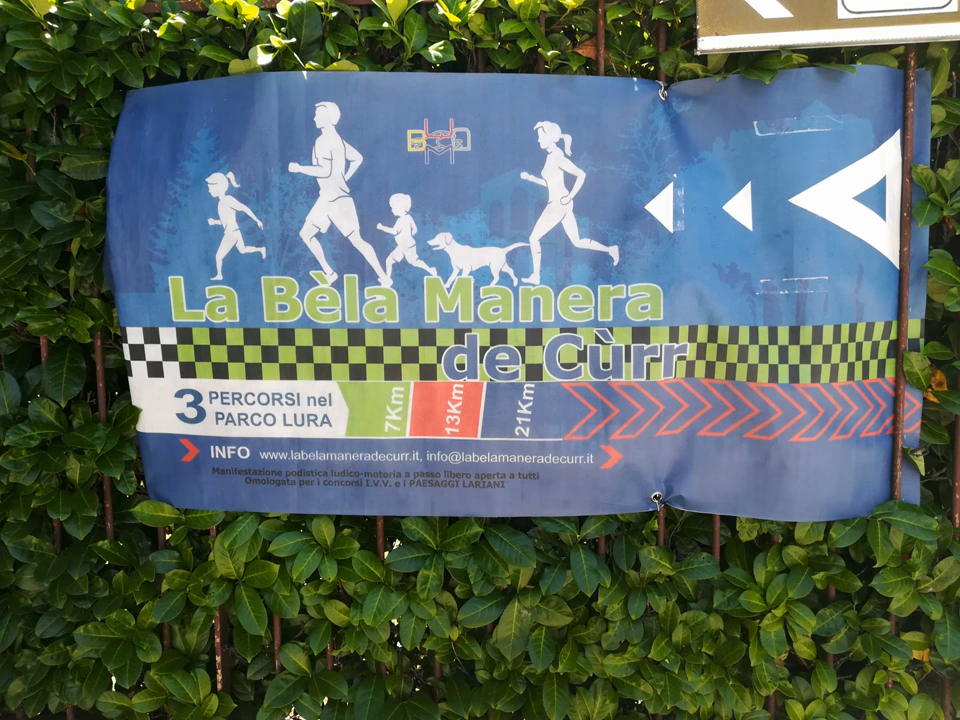 La Bèla Manera
de Cùrr
3 PERCORSI nel
PARCO LURA
7Km
13Km
21Km
INFO www.labelamaneradecurr.it, info@labelamaneradecurr.it
Manifestazione podistica ludico-motoria a passo libero aperta a tutti
Omologata per i concorsi I.V.V. e i PAESAGGI LARIANI